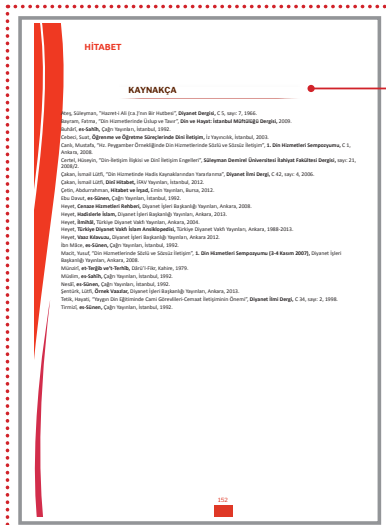 HİTABET
KAYNAKÇA
Ateş, Süleyman, "Hazret-i Ali (r.a.)'nın Bir Hutbesi", Diyanet Dergisi, C 5, sayı: 7, 1966.
Bayram, Fatma, "Din Hizmetlerinde Üslup ve Tavır", Din ve Hayat: İstanbul Müftülüğü Dergisi, 2009.
Buhârî, es-Sahîh, Çağrı Yayınları, İstanbul, 1992.
Cebeci, Suat, Öğrenme ve Öğretme Süreçlerinde Dinî İletişim, İz Yayıncılık, İstanbul, 2003.
Canlı, Mustafa, "Hz. Peygamber Örnekliğinde Din Hizmetlerinde Sözlü ve Sözsüz İletişim", 1. Din Hizmetleri Sempozyumu, C 1,
Ankara, 2008.
Certel, Hüseyin, "Din-İletişim İlişkisi ve Dinî İletişim Engelleri", Süleyman Demirel Üniversitesi İlahiyat Fakültesi Dergisi, sayı: 21,
2008/2.
Çakan, İsmail Lütfi, "Din Hizmetinde Hadis Kaynaklarından Yararlanma", Diyanet İlmî Dergi, C 42, sayı: 4, 2006.
Çakan, İsmail Lütfi, Dinî Hitabet, İFAV Yayınları, İstanbul, 2012.
Çetin, Abdurrahman, Hitabet ve İrşad, Emin Yayınları, Bursa, 2012.
Ebu Davut, es-Sünen, Çağrı Yayınları, İstanbul, 1992.
Heyet, Cenaze Hizmetleri Rehberi, Diyanet İşleri Başkanlığı Yayınları, Ankara, 2008.
Heyet, Hadislerle İslam, Diyanet İşleri Başkanlığı Yayınları, Ankara, 2013.
Heyet, İlmihâl, Türkiye Diyanet Vakfı Yayınları, Ankara, 2004.
Heyet, Türkiye Diyanet Vakfı İslam Ansiklopedisi, Türkiye Diyanet Vakfı Yayınları, Ankara, 1988-2013.
Heyet, Vaaz Kılavuzu, Diyanet İşleri Başkanlığı Yayınları, Ankara 2012.
İbn Mâce, es-Sünen, Çağrı Yayınları, İstanbul, 1992.
Macit, Yusuf, "Din Hizmetlerinde Sözlü ve Sözsüz İletişim", 1. Din Hizmetleri Sempozyumu (3-4 Kasım 2007), Diyanet İşleri
Başkanlığı Yayınları, Ankara, 2008.
Münzirî, et-Terğîb ve't-Terhîb, Dârü'l-Fikr, Kahire, 1979.
Müslim, es-Sahîh, Çağrı Yayınları, İstanbul, 1992.
Nesâî, es-Sünen, Çağrı Yayınları, İstanbul, 1992.
Şentürk, Lütfi, Örnek Vaazlar, Diyanet İşleri Başkanlığı Yayınları, Ankara, 2013.
Tetik, Hayati, "Yaygın Din Eğitiminde Cami Görevlileri-Cemaat İletişiminin Önemi", Diyanet İlmî Dergi, C 34, sayı: 2, 1998.
Tirmizî, es-Sünen, Çağrı Yayınları, İstanbul, 1992.
152